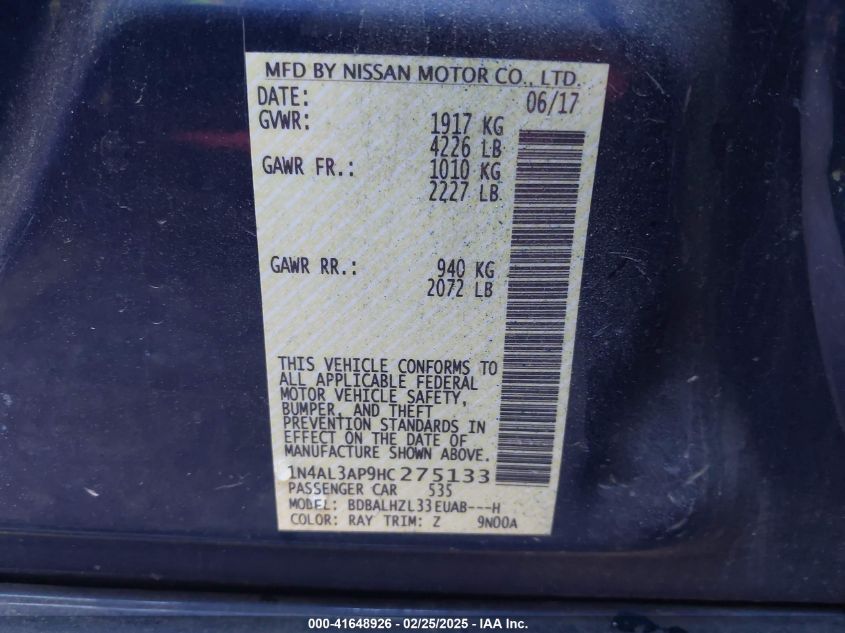 MFD BY NISSAN MOTOR CO., LTD.
DATE: 06/17
GVWR: 1917 KG
4226 LB
GAWR FR.: 1010 KG
2227 LB
GAWR RR.: 940 KG
2072 LB
THIS VEHICLE CONFORMS TO
ALL APPLICABLE FEDERAL
MOTOR VEHICLE SAFETY,
BUMPER, AND THEFT
PREVENTION STANDARDS IN
EFFECT ON THE DATE OF
MANUFACTURE SHOWN ABOVE.
1N4AL3AP9HC275133
PASSENGER CAR 535
MODEL: BDBALHZL33EUAB---H
COLOR: RAY TRIM: Z 9N00A
000-41648926 - 02/25/2025 - IAA Inc.